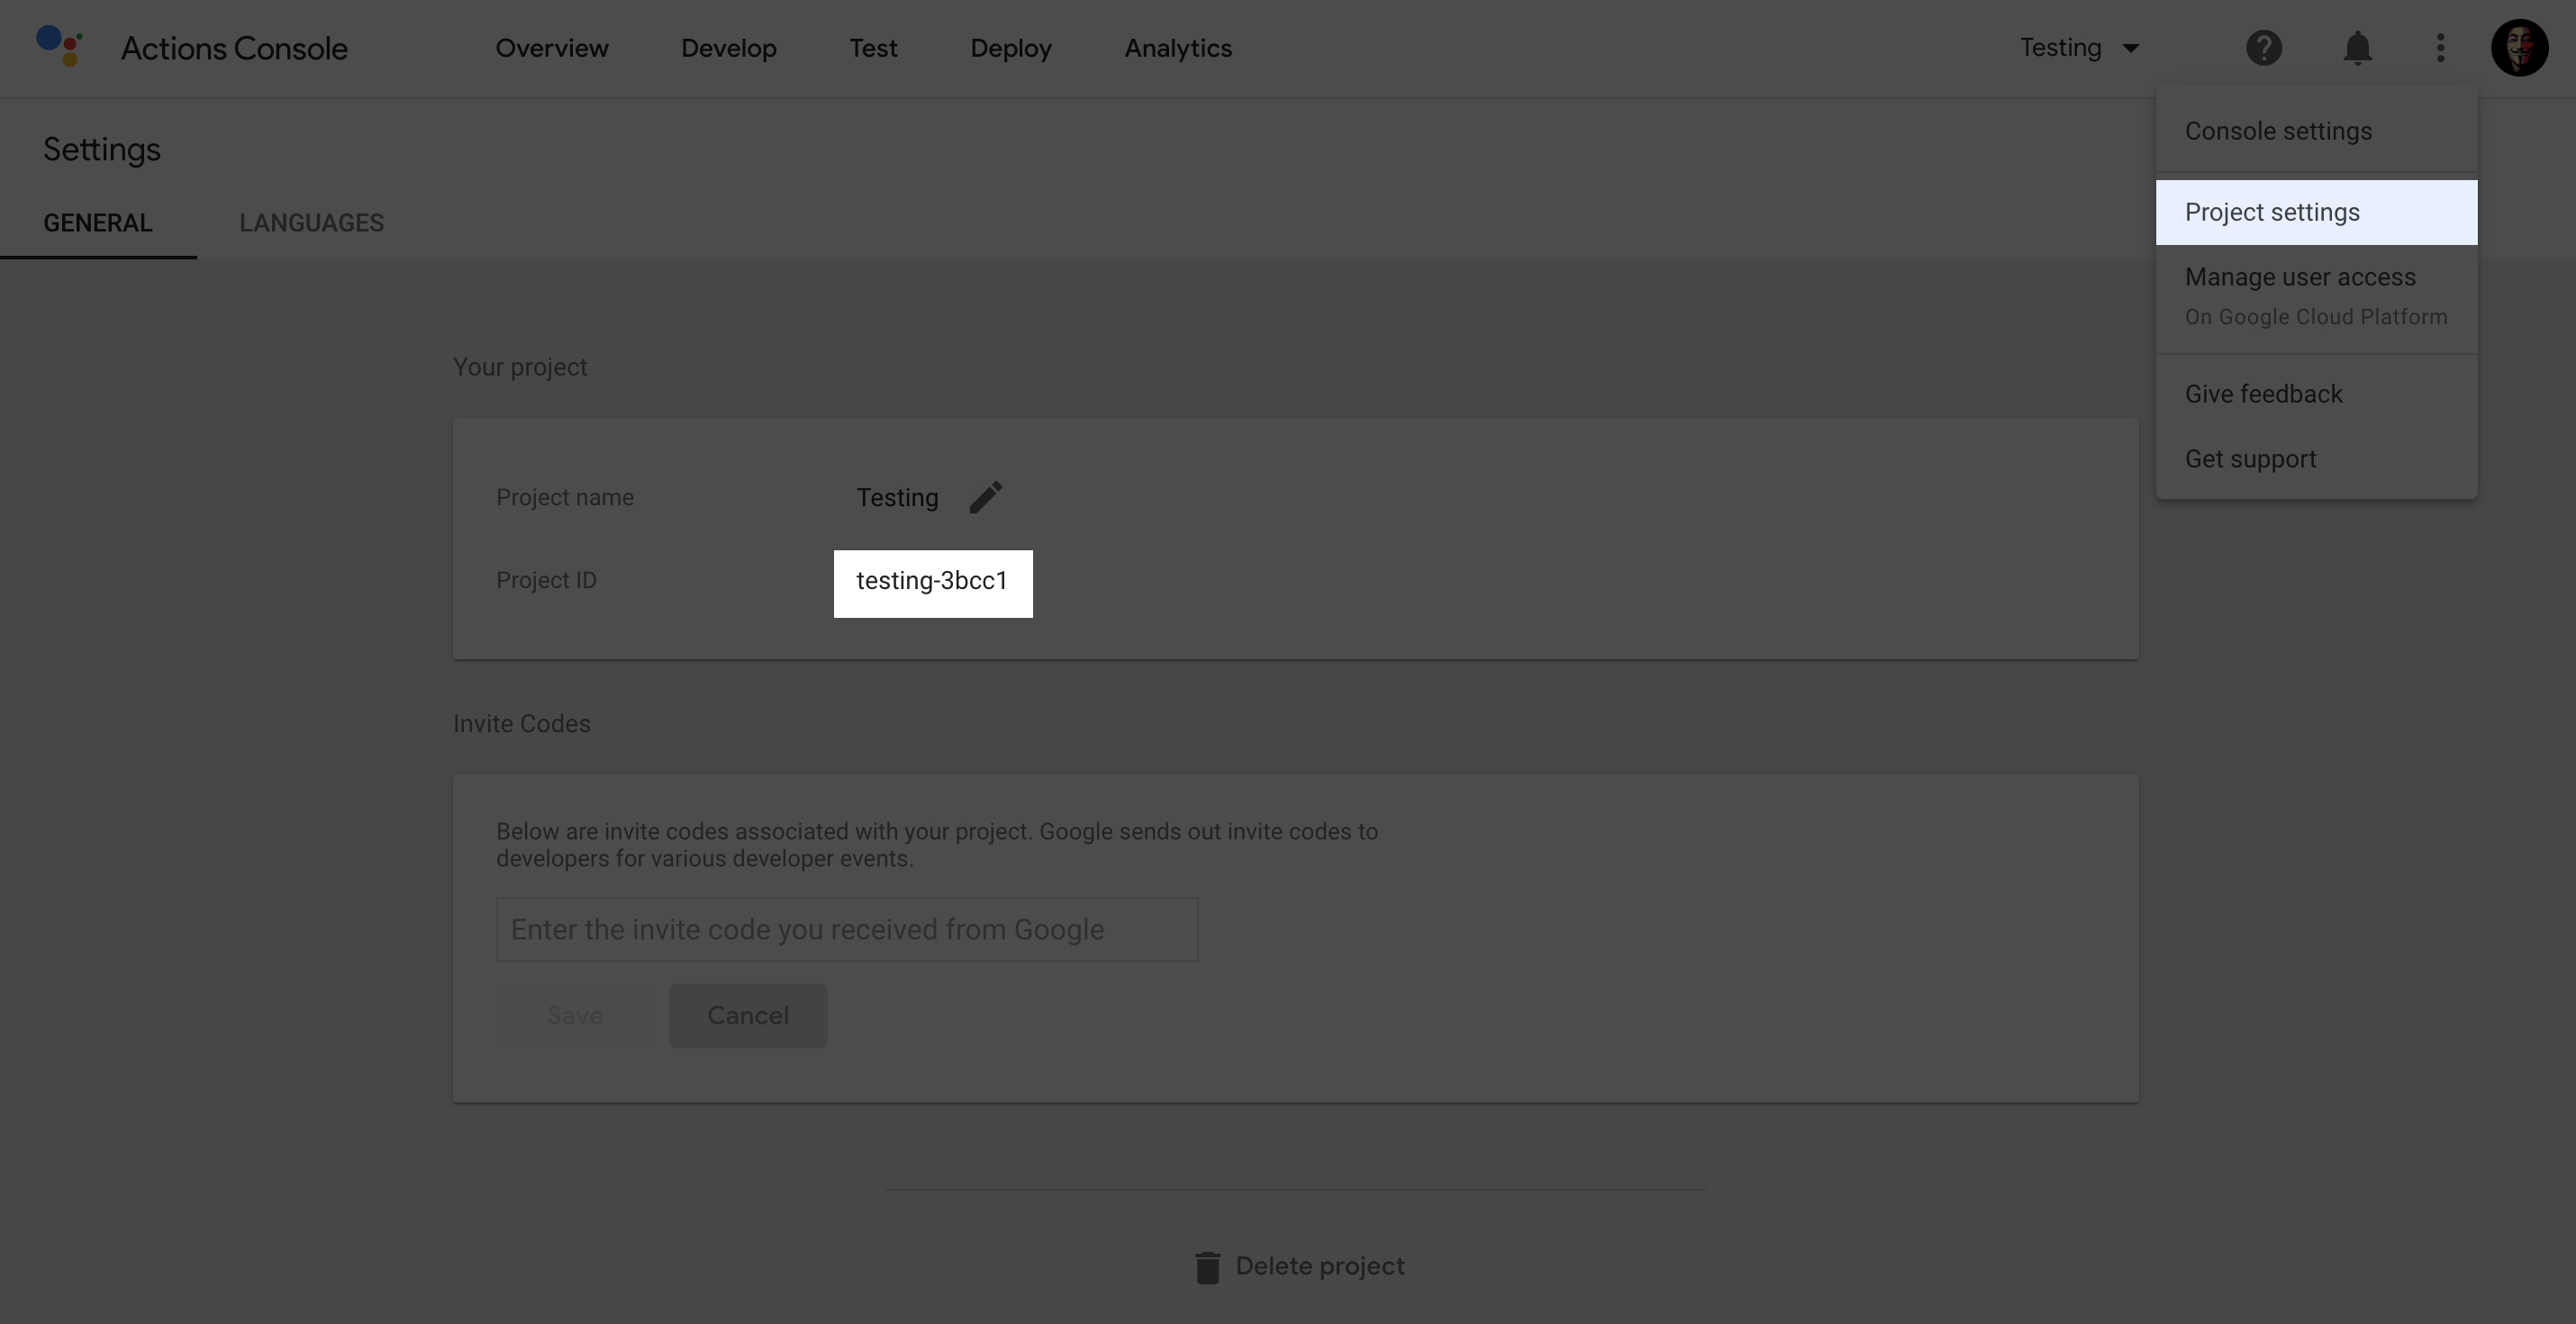 Actions Console
Overview
Develop
Test
Deploy
Analytics
Testing
Settings
GENERAL
LANGUAGES
Console settings
Project settings
Manage user access
On Google Cloud Platform
Give feedback
Get support
Your project
Project name
Testing
Project ID
testing-3bcc1
Invite Codes
Below are invite codes associated with your project. Google sends out invite codes to
developers for various developer events.
Enter the invite code you received from Google
Save
Cancel
Delete project